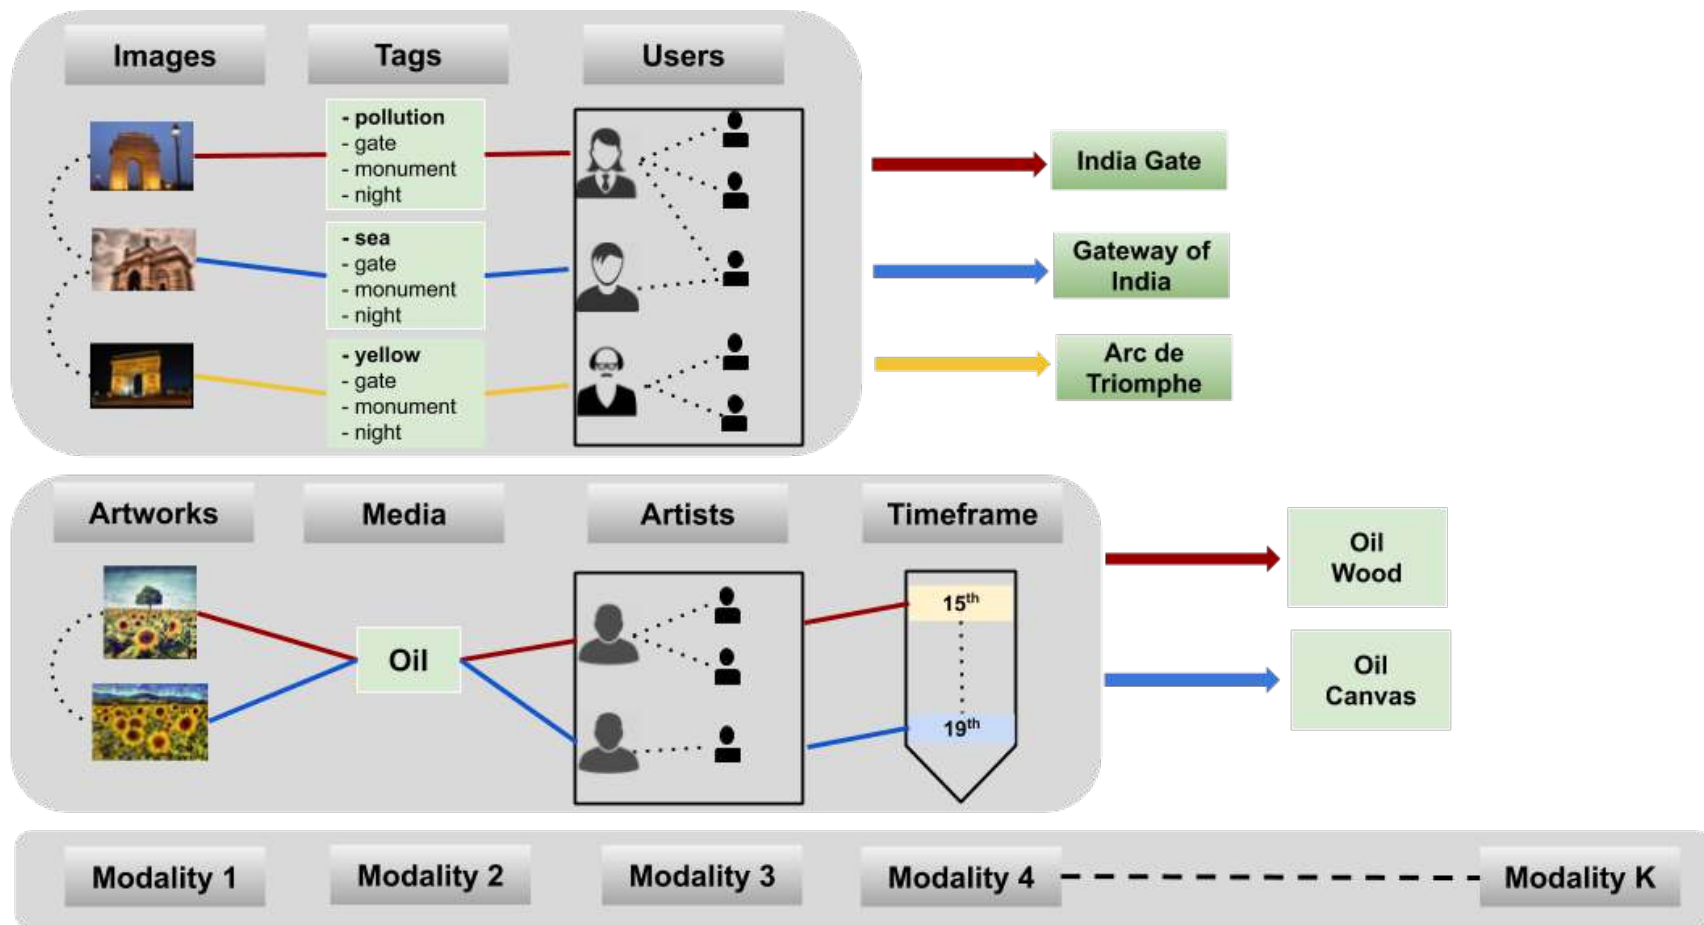 Images
Tags
Users
- pollution
- gate
- monument
- night
- sea
- gate
- monument
- night
- yellow
- gate
- monument
- night
India Gate
Gateway of
India
Arc de
Triomphe
Artworks
Media
Artists
Timeframe
Oil
15th
19th
Oil
Wood
Oil
Canvas
Modality 1
Modality 2
Modality 3
Modality 4
Modality K